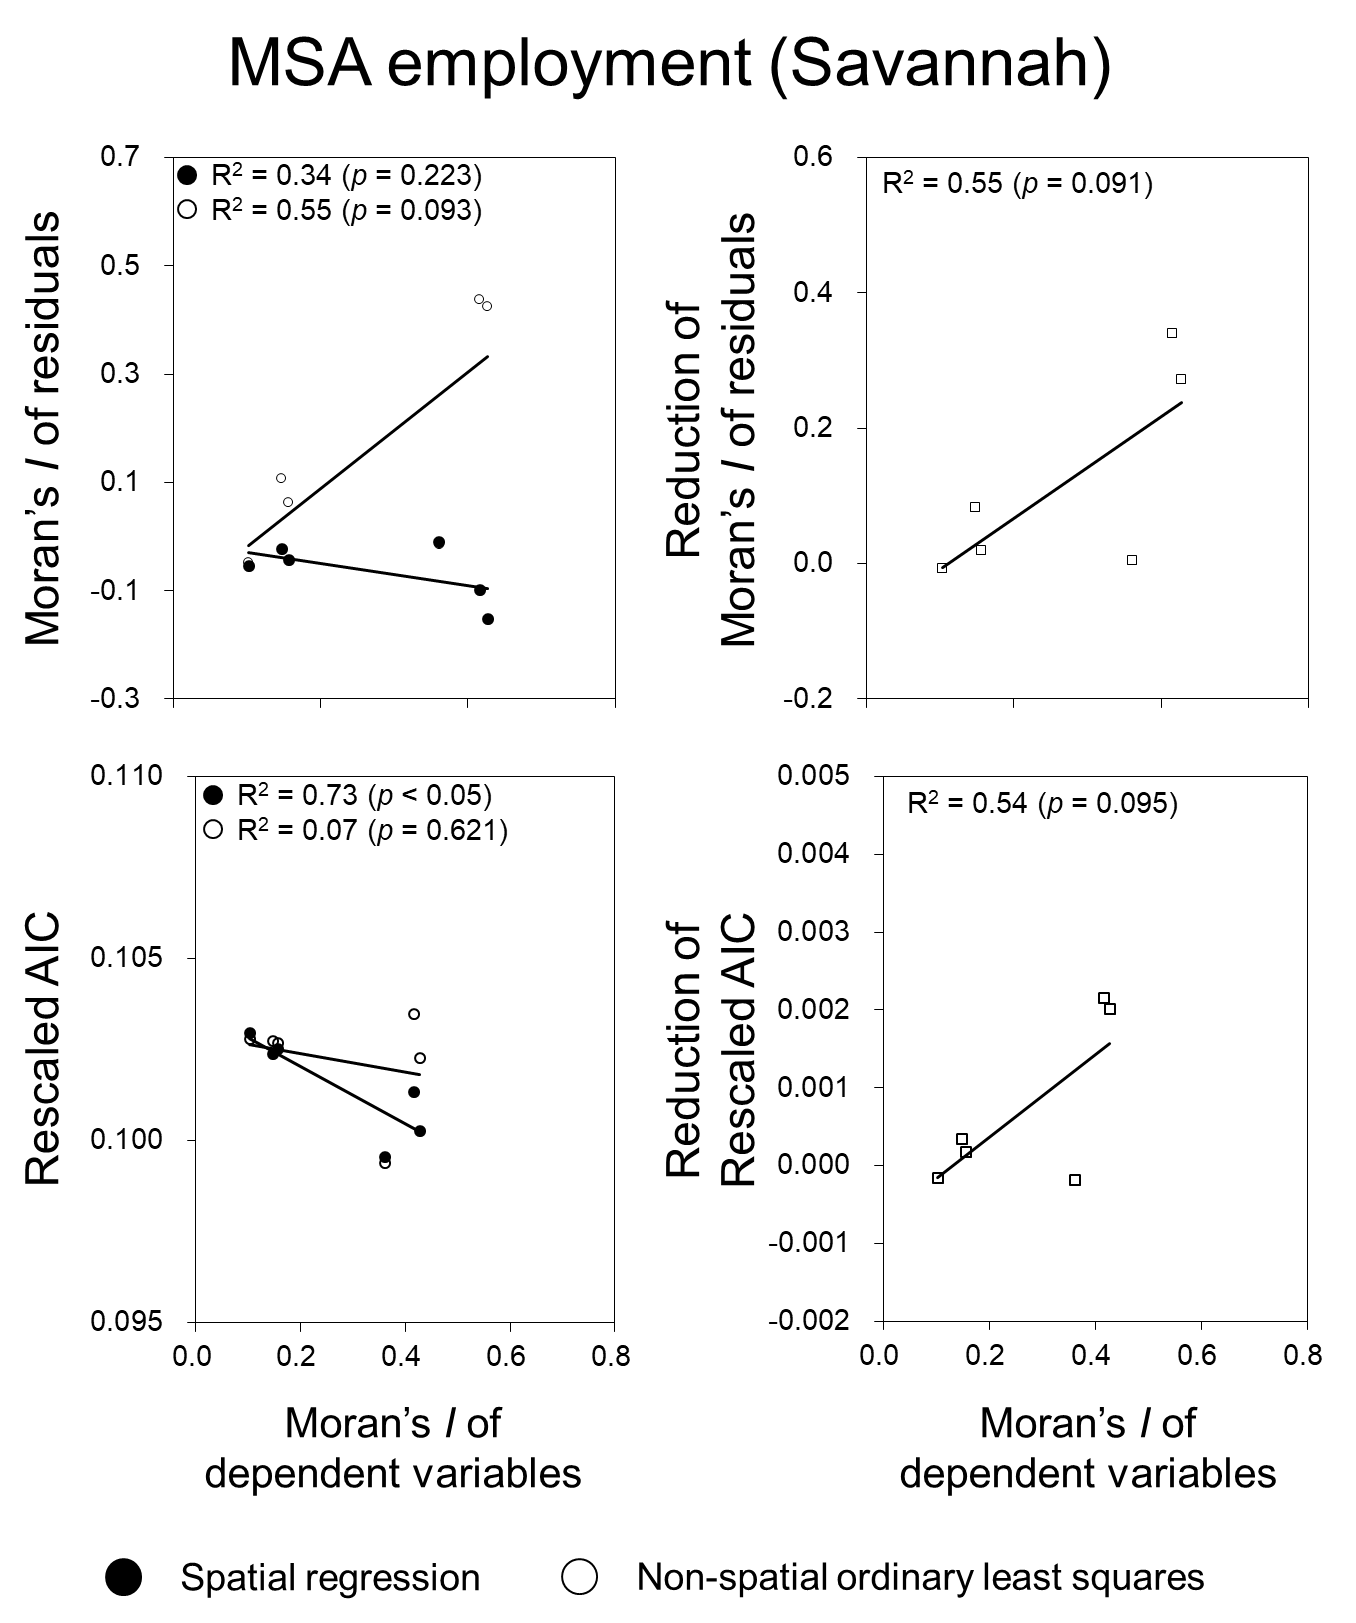 MSA employment (Savannah)
Moran's I of residuals
0.7
0.5
0.3
0.1
-0.1
-0.3
R² = 0.34 (p = 0.223)
R² = 0.55 (p = 0.093)
Reduction of
Moran's I of residuals
0.6
0.4
0.2
0.0
-0.2
R² = 0.55 (p = 0.091)
Rescaled AIC
0.110
0.105
0.100
0.095
R² = 0.73 (p < 0.05)
R² = 0.07 (p = 0.621)
0.0 0.2 0.4 0.6 0.8
Moran's I of
dependent variables
Reduction of
Rescaled AIC
0.005
0.004
0.003
0.002
0.001
0.000
-0.001
-0.002
R² = 0.54 (p = 0.095)
0.0 0.2 0.4 0.6 0.8
Moran's I of
dependent variables
Spatial regression
Non-spatial ordinary least squares